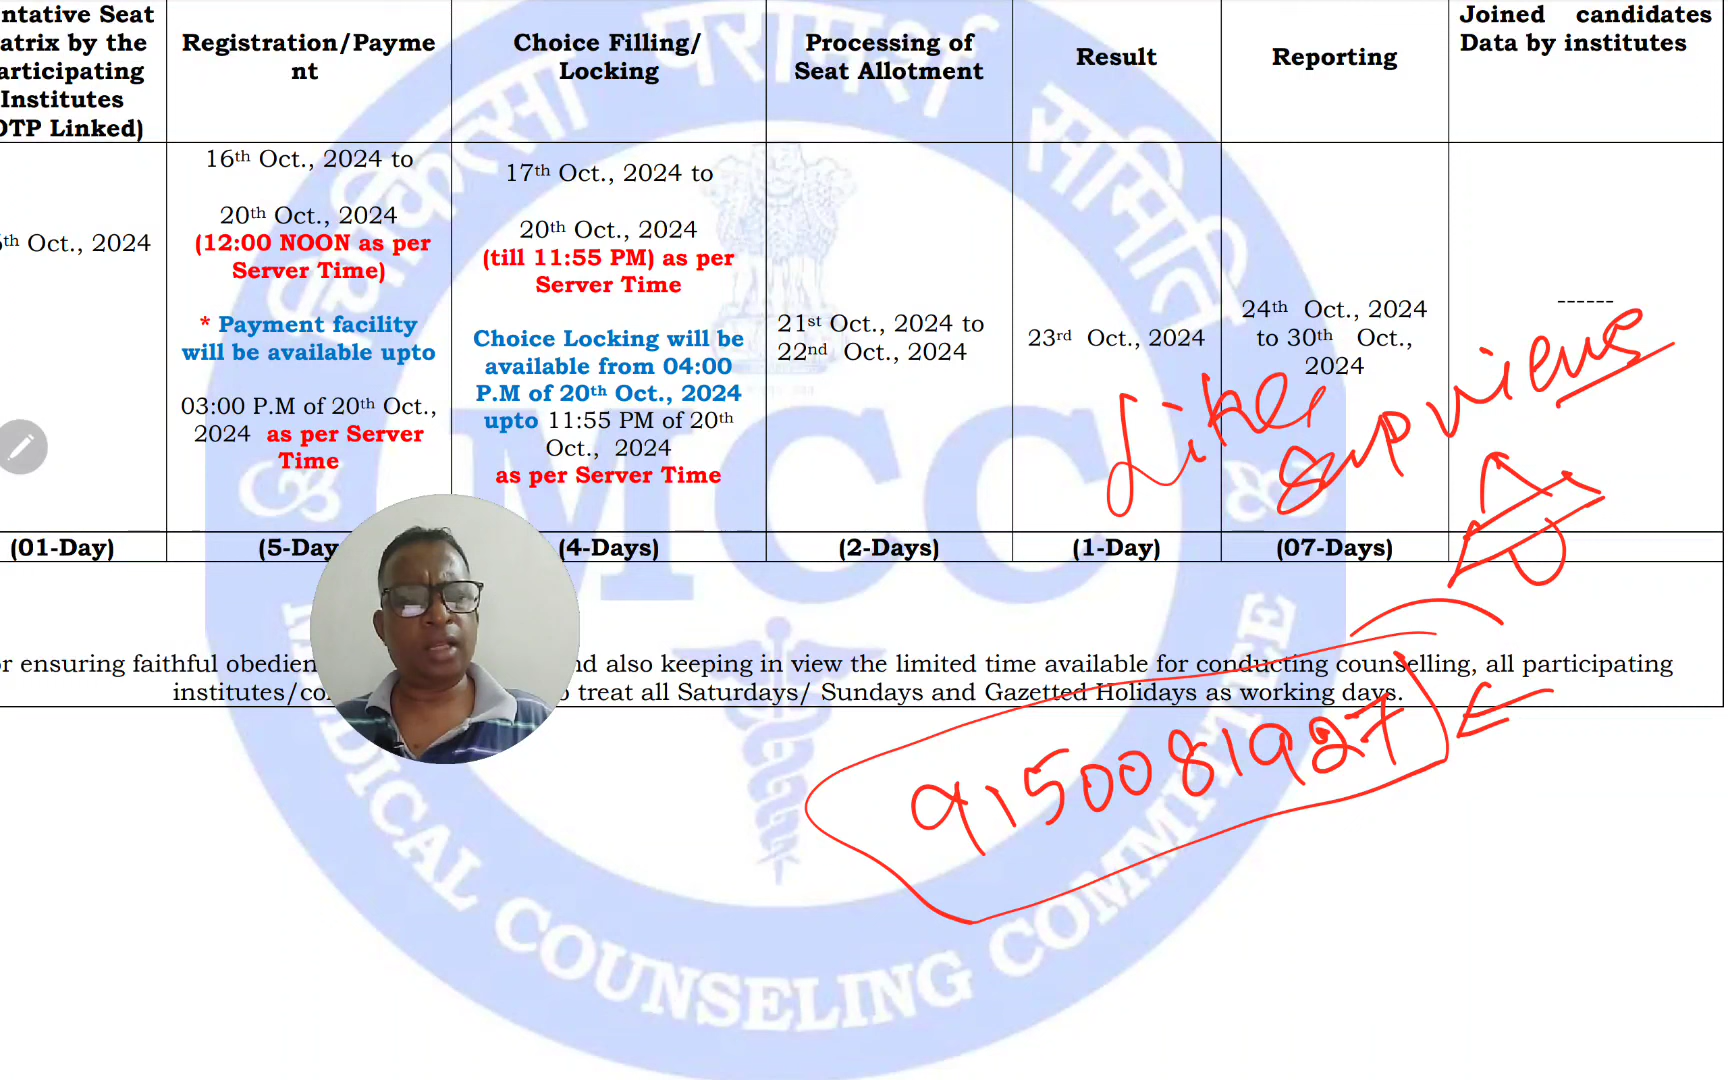 ntative Seat
atrix by the
articipating
Institutes
OTP Linked)
Registration/Payme
nt
Choice Filling/
Locking
Processing of
Seat Allotment
Result
Reporting
Joined candidates
Data by institutes
th Oct., 2024
16th Oct., 2024 to
20th Oct., 2024
(12:00 NOON as per
Server Time)
* Payment facility
will be available upto
03:00 P.M of 20th Oct.,
2024 as per Server
Time
17th Oct., 2024 to
20th Oct., 2024
(till 11:55 PM) as per
Server Time
Choice Locking will be
available from 04:00
P.M of 20th Oct., 2024
upto 11:55 PM of 20th
Oct., 2024
as per Server Time
21st Oct., 2024 to
22nd Oct., 2024
23rd Oct., 2024
24th Oct., 2024
to 30th Oct.,
2024
------
(01-Day)
(5-Day
(4-Days)
(2-Days)
(1-Day)
(07-Days)
r ensuring faithful obedien
nd also keeping in view the limited time available for conducting counselling, all participating
institutes/co
treat all Saturdays/ Sundays and Gazetted Holidays as working days.
Like
9150081927
चिकित्सा परामर्श समिति
MCC
MEDICAL COUNSELING COMMITTEE